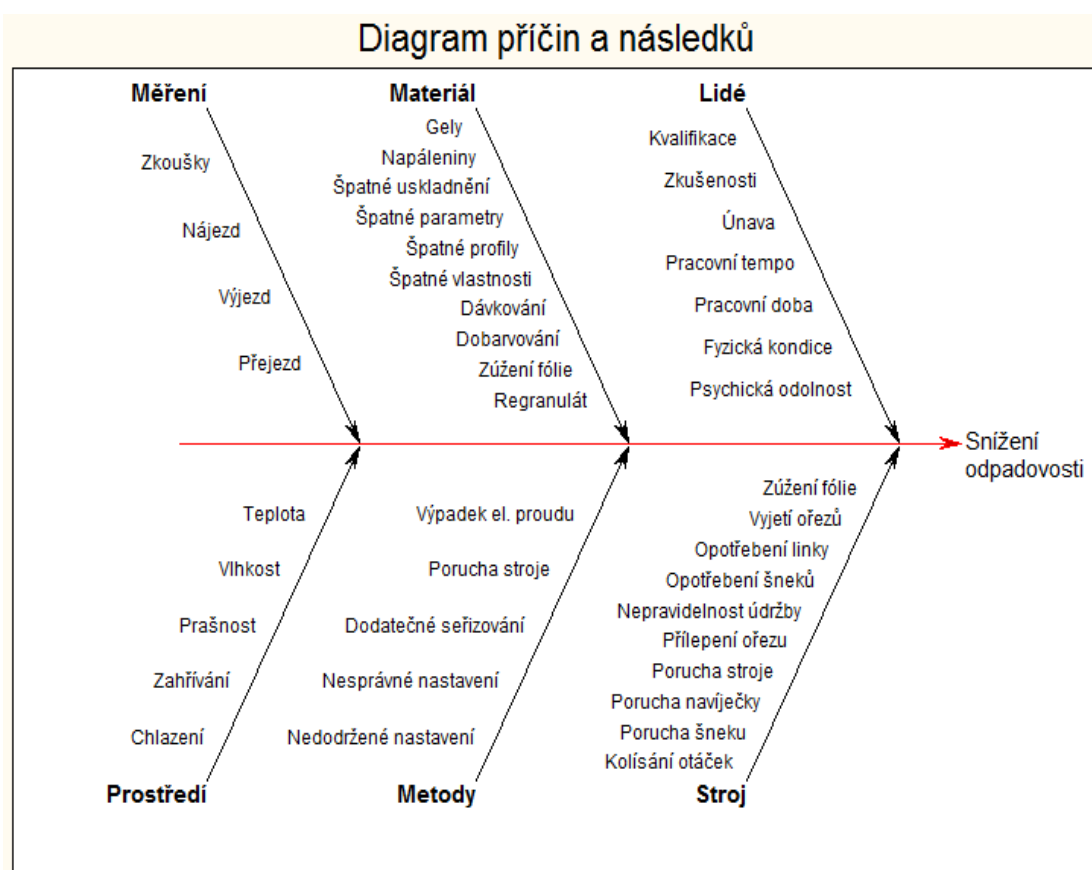 Diagram příčin a následků
Měření
Zkoušky
Nájezd
Výjezd
Přejezd
Materiál
Gely
Napáleniny
Špatné uskladnění
Špatné parametry
Špatné profily
Špatné vlastnosti
Dávkování
Dobarvování
Zúžení fólie
Regranulát
Lidé
Kvalifikace
Zkušenosti
Únava
Pracovní tempo
Pracovní doba
Fyzická kondice
Psychická odolnost
Snížení
odpadovosti
Teplota
Vlhkost
Prašnost
Zahřívání
Chlazení
Prostředí
Výpadek el. proudu
Porucha stroje
Dodatečné seřizování
Nesprávné nastavení
Nedodržené nastavení
Metody
Zúžení fólie
Vyjetí ořezů
Opotřebení linky
Opotřebení šneků
Nepravidelnost údržby
Přílepení ořezu
Porucha stroje
Porucha navíječky
Porucha šneku
Kolísání otáček
Stroj